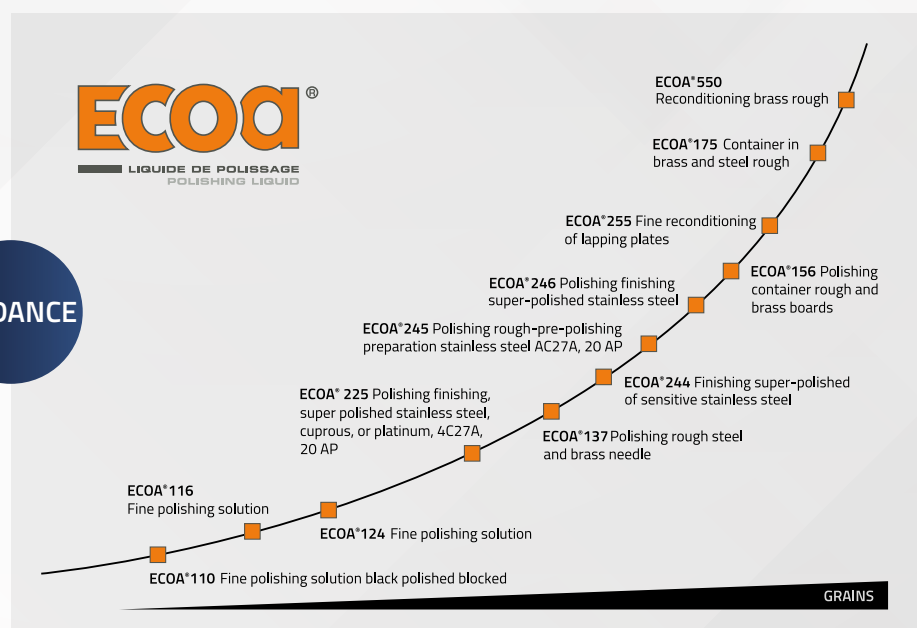 ECOa®
LIQUIDE DE POLISSAGE
POLISHING LIQUID
DANCE
ECOA®550
Reconditioning brass rough
ECOA®175 Container in
brass and steel rough
ECOA®255 Fine reconditioning
of lapping plates
ECOA®156 Polishing
container rough and
brass boards
ECOA®246 Polishing finishing
super-polished stainless steel
ECOA®245 Polishing rough-pre-polishing
preparation stainless steel AC27A, 20 AP
ECOA®244 Finishing super-polished
of sensitive stainless steel
ECOA® 225 Polishing finishing,
super polished stainless steel,
cuprous, or platinum, 4C27A,
20 AP
ECOA®137 Polishing rough steel
and brass needle
ECOA®116
Fine polishing solution
ECOA®124 Fine polishing solution
ECOA®110 Fine polishing solution black polished blocked
GRAINS